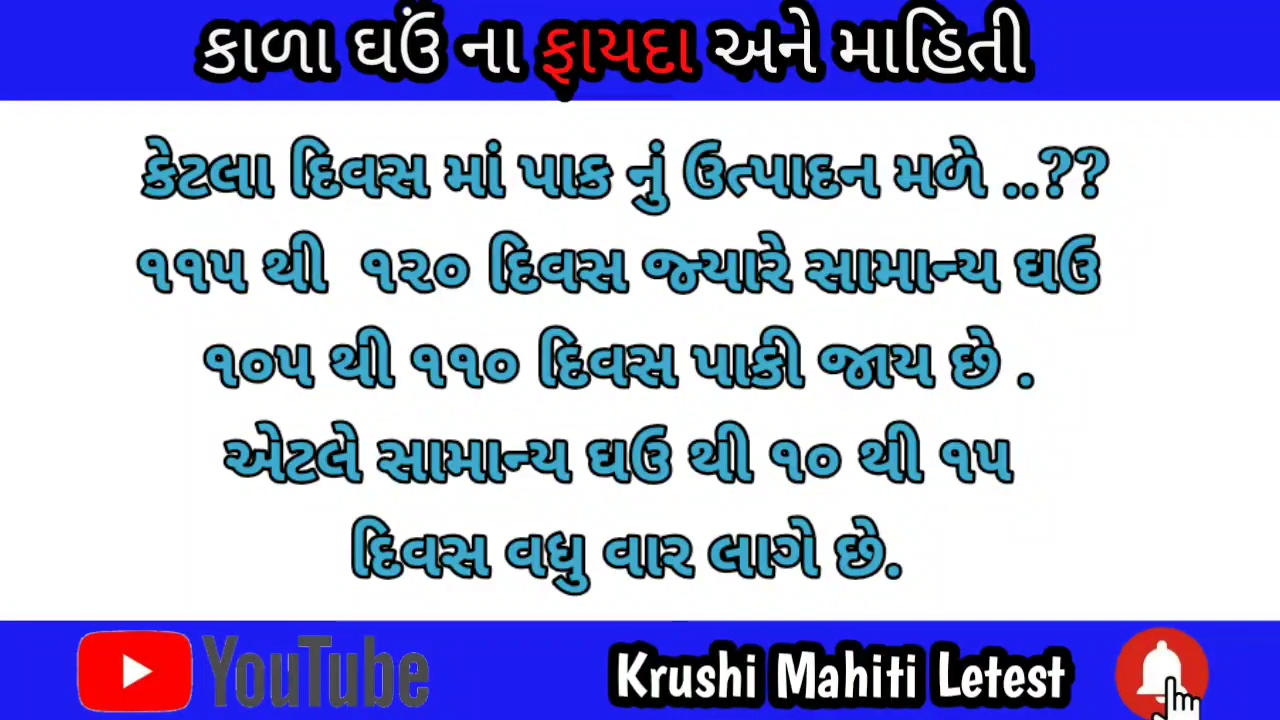 કાળા ઘઉં ના ફાયદા અને માહિતી
કેટલા દિવસ માં પાક નું ઉત્પાદન મળે ..??
૧૧૫ થી ૧૨૦ દિવસ જ્યારે સામાન્ય ઘઉ
૧૦૫ થી ૧૧૦ દિવસ પાકી જાય છે .
એટલે સામાન્ય ઘઉ થી ૧૦ થી ૧૫
દિવસ વધુ વાર લાગે છે.
YouTube Krushi Mahiti Letest